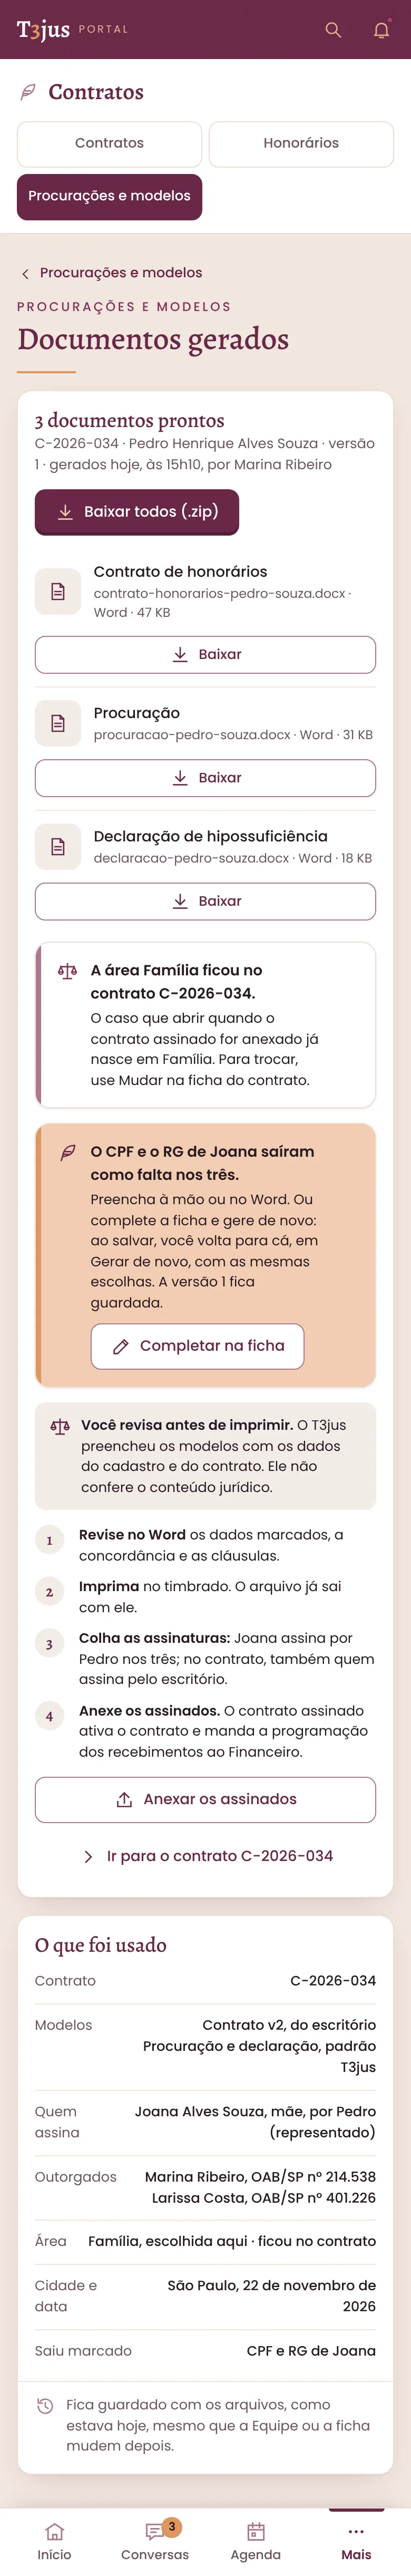 T3jus PORTAL
Contratos
Contratos
Honorários
Procurações e modelos
Procurações e modelos
PROCURAÇÕES E MODELOS
Documentos gerados
3 documentos prontos
C-2026-034 · Pedro Henrique Alves Souza · versão
1 · gerados hoje, às 15h10, por Marina Ribeiro
Baixar todos (.zip)
Contrato de honorários
contrato-honorarios-pedro-souza.docx ·
Word · 47 KB
Baixar
Procuração
procuracao-pedro-souza.docx · Word · 31 KB
Baixar
Declaração de hipossuficiência
declaracao-pedro-souza.docx · Word · 18 KB
Baixar
A área Família ficou no
contrato C-2026-034.
O caso que abrir quando o
contrato assinado for anexado já
nasce em Família. Para trocar,
use Mudar na ficha do contrato.
O CPF e o RG de Joana saíram
como falta nos três.
Preencha à mão ou no Word. Ou
complete a ficha e gere de novo:
ao salvar, você volta para cá, em
Gerar de novo, com as mesmas
escolhas. A versão 1 fica
guardada.
Completar na ficha
Você revisa antes de imprimir. O T3jus
preencheu os modelos com os dados
do cadastro e do contrato. Ele não
confere o conteúdo jurídico.
1 Revise no Word os dados marcados, a
concordância e as cláusulas.
2 Imprima no timbrado. O arquivo já sai
com ele.
3 Colha as assinaturas: Joana assina por
Pedro nos três; no contrato, também quem
assina pelo escritório.
4 Anexe os assinados. O contrato assinado
ativa o contrato e manda a programação
dos recebimentos ao Financeiro.
Anexar os assinados
Ir para o contrato C-2026-034
O que foi usado
Contrato C-2026-034
Modelos Contrato v2, do escritório
Procuração e declaração, padrão
T3jus
Quem Joana Alves Souza, mãe, por Pedro
assina (representado)
Outorgados Marina Ribeiro, OAB/SP nº 214.538
Larissa Costa, OAB/SP nº 401.226
Área Família, escolhida aqui · ficou no contrato
Cidade e São Paulo, 22 de novembro de
data 2026
Saiu marcado CPF e RG de Joana
Fica guardado com os arquivos, como
estava hoje, mesmo que a Equipe ou a ficha
mudem depois.
3
Início
Conversas
Agenda
Mais